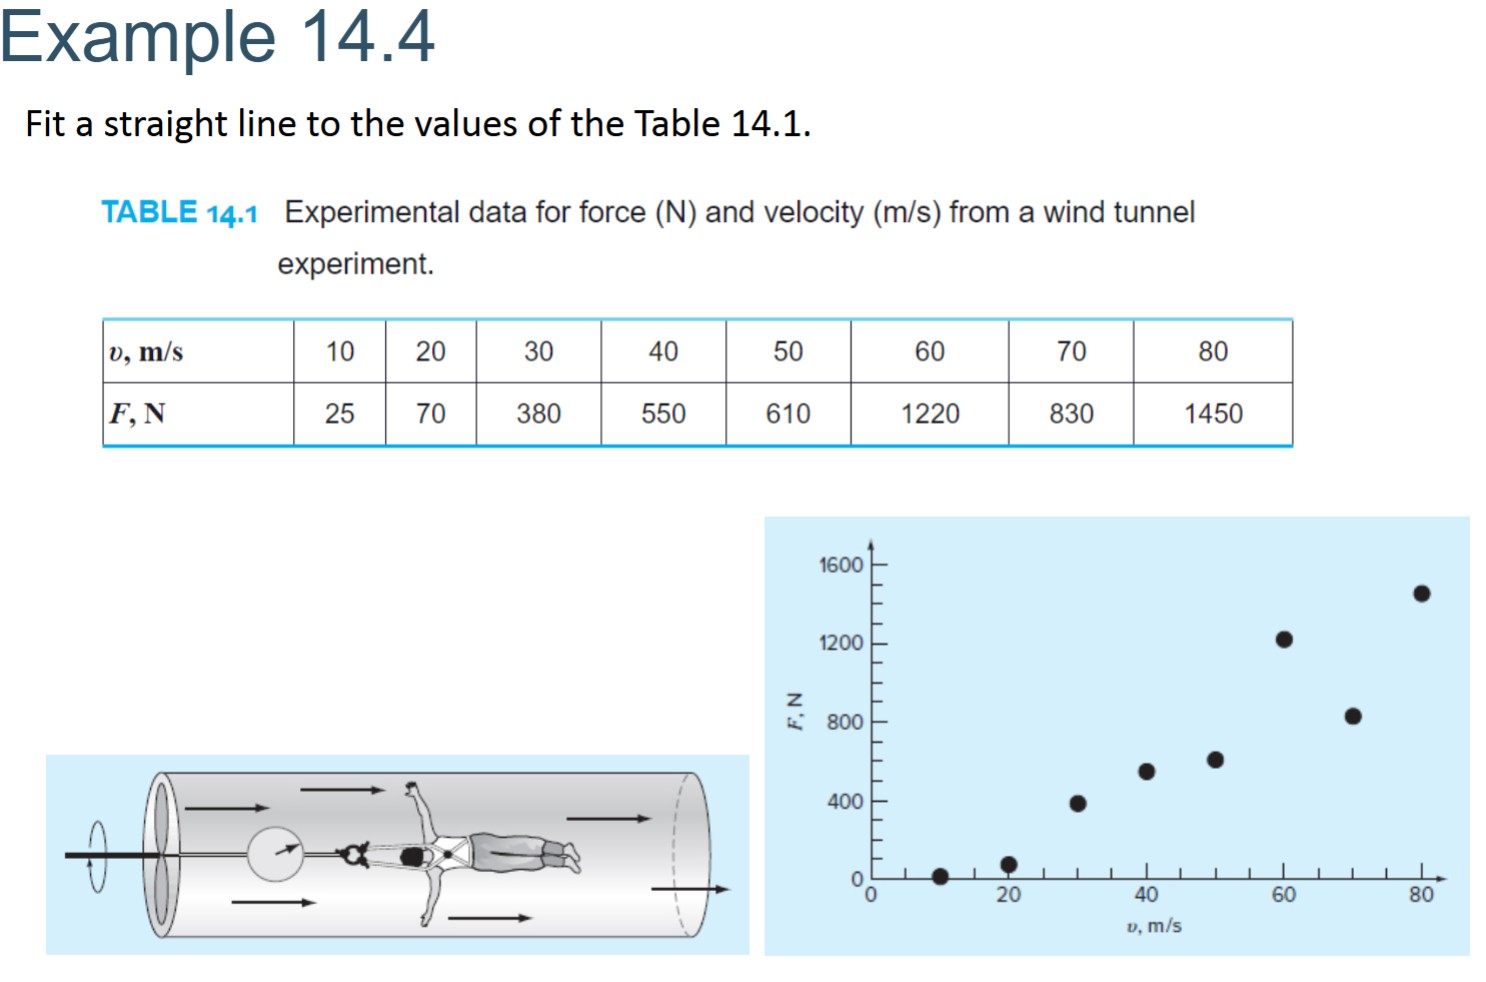 Example 14.4
Fit a straight line to the values of the Table 14.1.
TABLE 14.1 Experimental data for force (N) and velocity (m/s) from a wind tunnel
experiment.
υ, m/s 10 20 30 40 50 60 70 80
F, N 25 70 380 550 610 1220 830 1450
1600
1200
F, N
800
400
0
0 20 40 60 80
υ, m/s